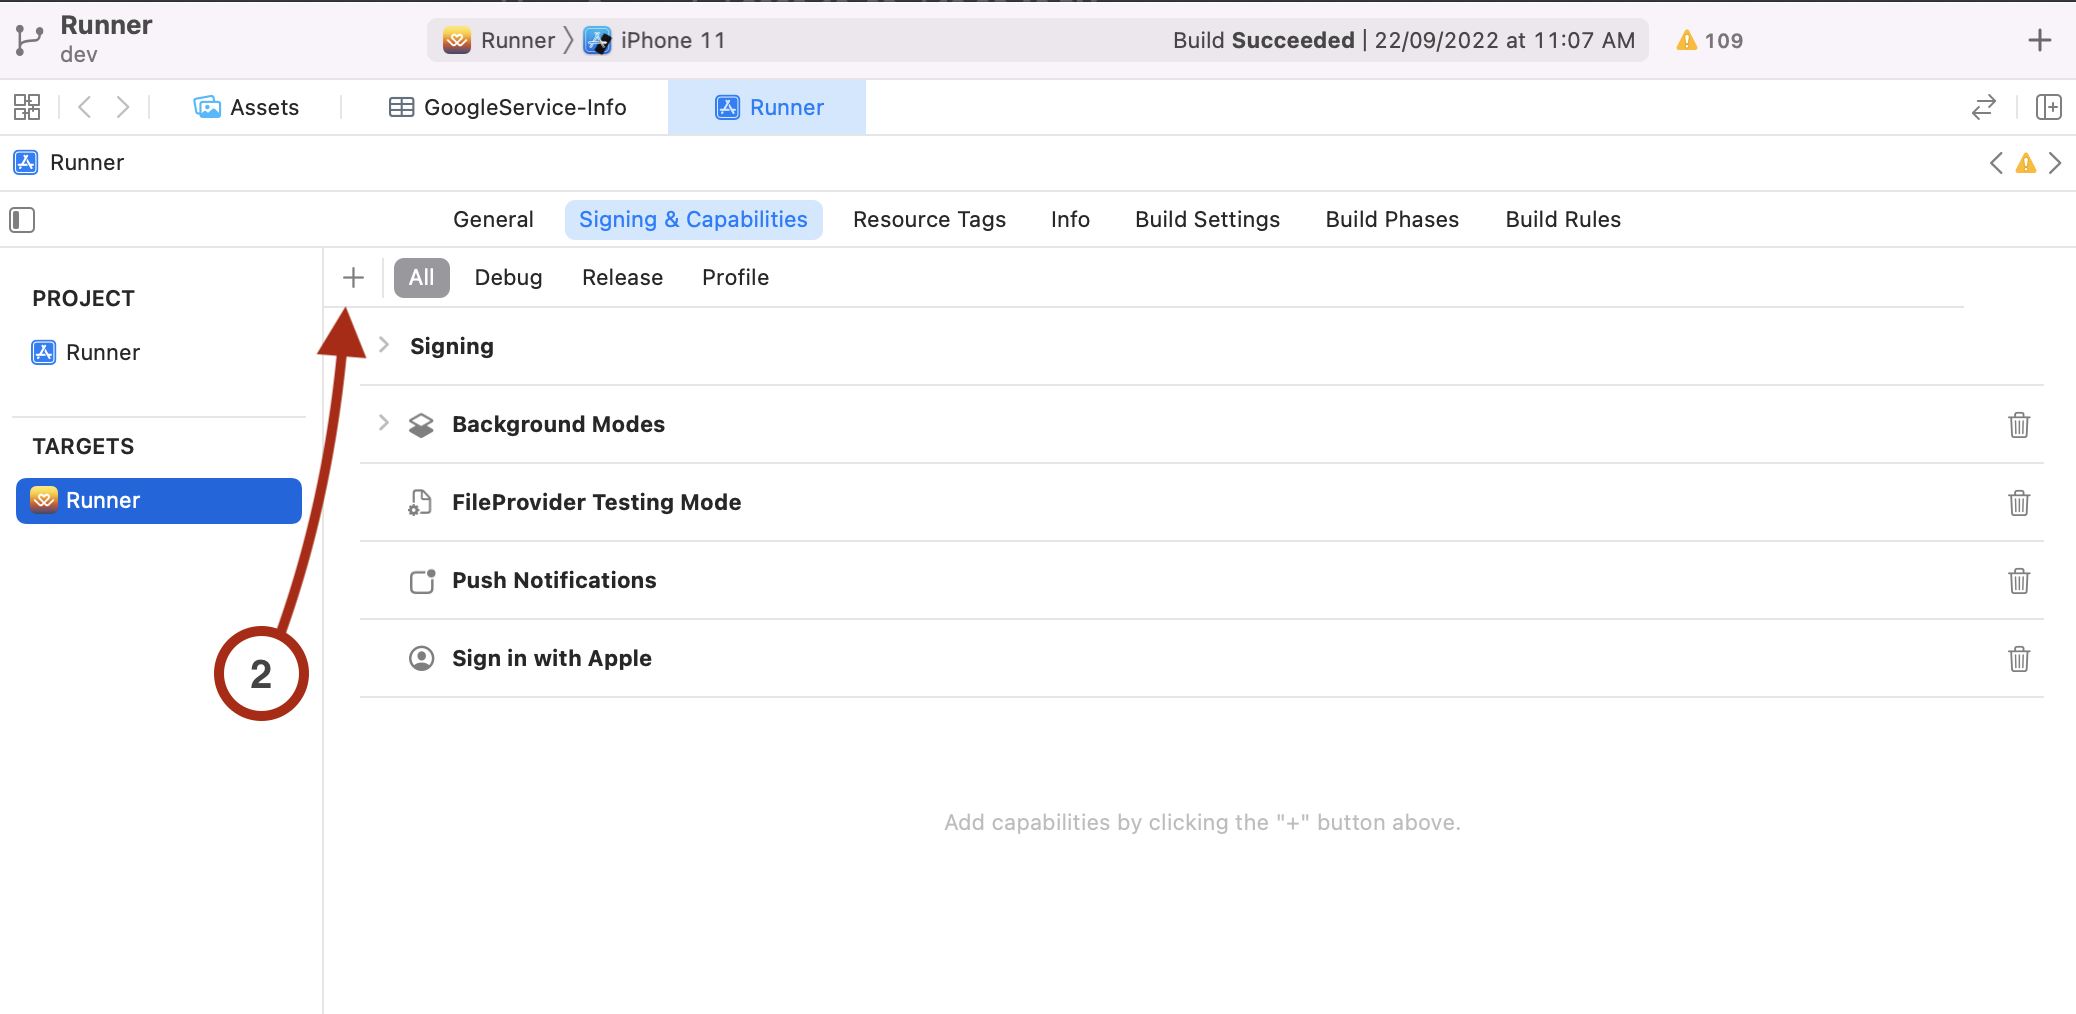 Runner
dev
Runner
iPhone 11
Build Succeeded | 22/09/2022 at 11:07 AM
109
Assets
GoogleService-Info
Runner
Runner
General
Signing & Capabilities
Resource Tags
Info
Build Settings
Build Phases
Build Rules
All
Debug
Release
Profile
PROJECT
Runner
TARGETS
Runner
Signing
Background Modes
FileProvider Testing Mode
Push Notifications
Sign in with Apple
2
Add capabilities by clicking the "+" button above.